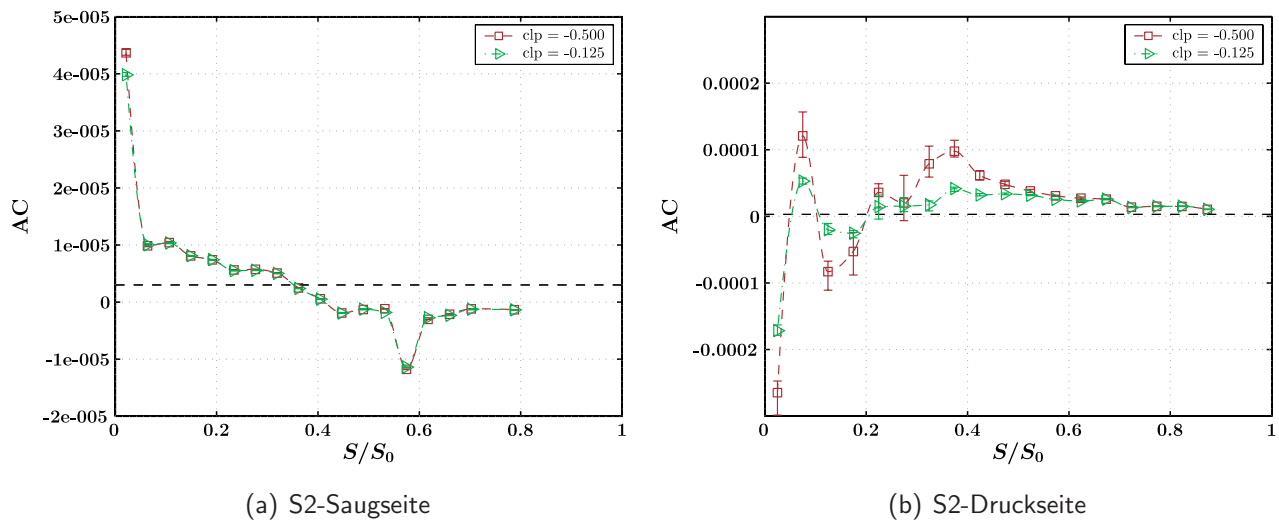 5e-005
4e-005
3e-005
2e-005
1e-005
0
-1e-005
-2e-005
AC
0 0.2 0.4 0.6 0.8 1
S/S₀
clp = -0.500
clp = -0.125
(a) S2-Saugseite
0.0002
0.0001
0
-0.0001
-0.0002
AC
0 0.2 0.4 0.6 0.8 1
S/S₀
clp = -0.500
clp = -0.125
(b) S2-Druckseite